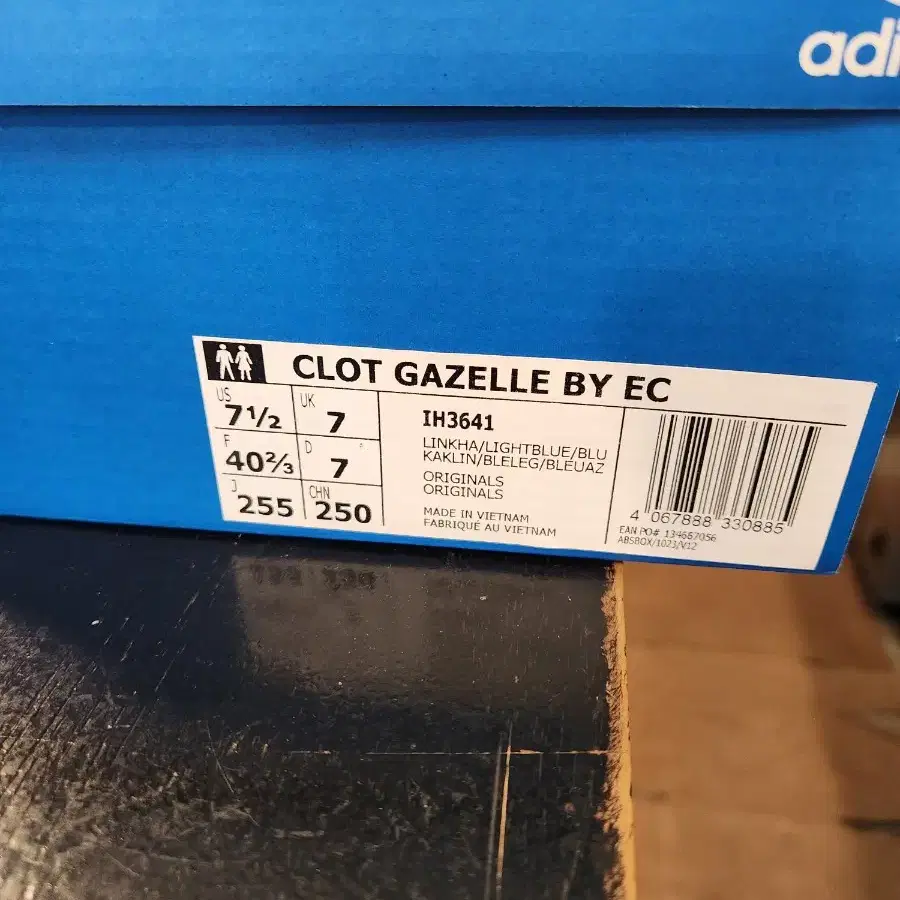 adi
CLOT GAZELLE BY EC
US
7½
UK
7
F
40⅔
D
7
J
255
CHN
250
IH3641
LINKHA/LIGHTBLUE/BLU
KAKLIN/BLELEG/BLEUAZ
ORIGINALS
ORIGINALS
MADE IN VIETNAM
FABRIQUÉ AU VIETNAM
4 067888 330885
EAN PO# 134667056
ABSBOX/1023/V12